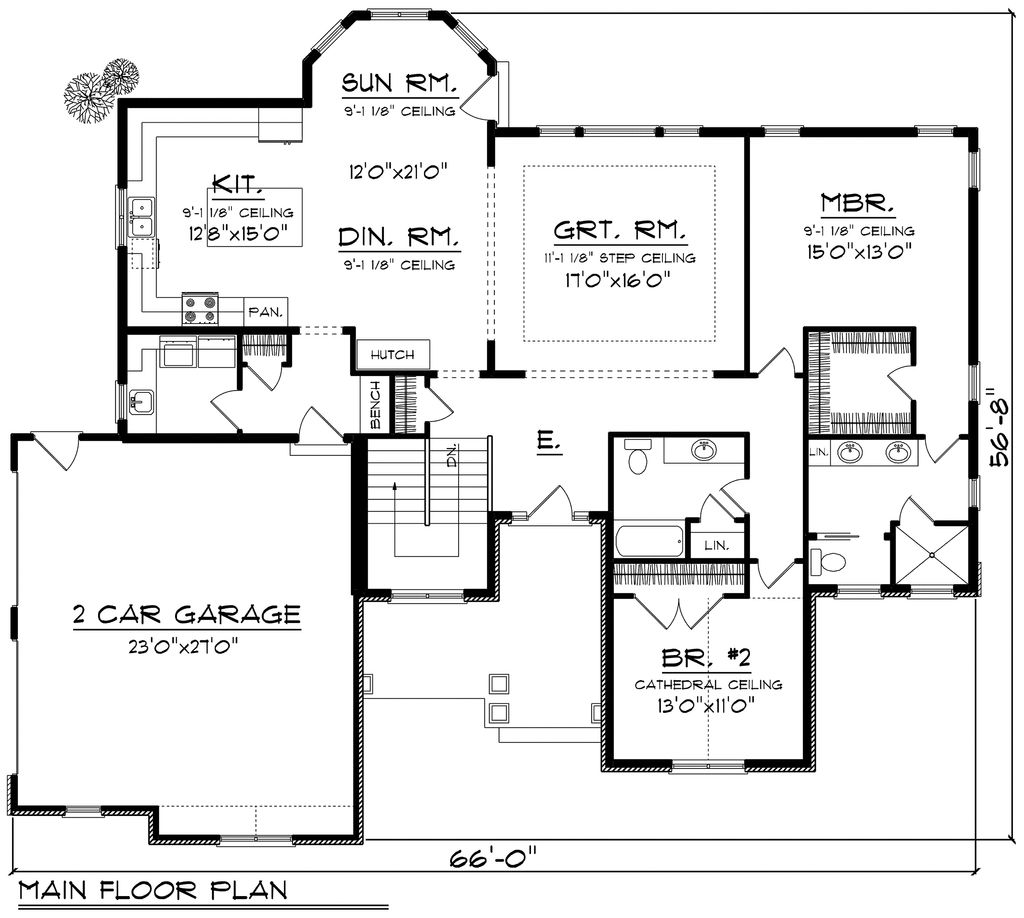 SUN RM.
9'-1 1/8" CEILING
12'0"x21'0"
KIT.
9'-1 1/8" CEILING
12'8"x15'0"
DIN. RM.
9'-1 1/8" CEILING
GRT. RM.
11'-1 1/8" STEP CEILING
17'0"x16'0"
MBR.
9'-1 1/8" CEILING
15'0"x13'0"
PAN.
HUTCH
BENCH
DN.
E.
LIN.
LIN.
56'-8"
2 CAR GARAGE
23'0"x27'0"
BR. #2
CATHEDRAL CEILING
13'0"x11'0"
66'-0"
MAIN FLOOR PLAN